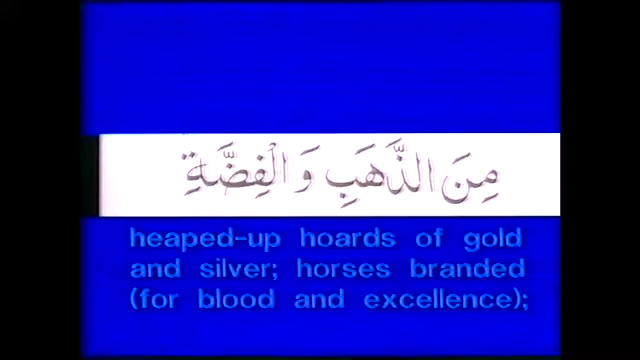 مِنَ الذَّهَبِ وَالْفِضَّةِ
heaped-up hoards of gold
and silver; horses branded
(for blood and excellence);